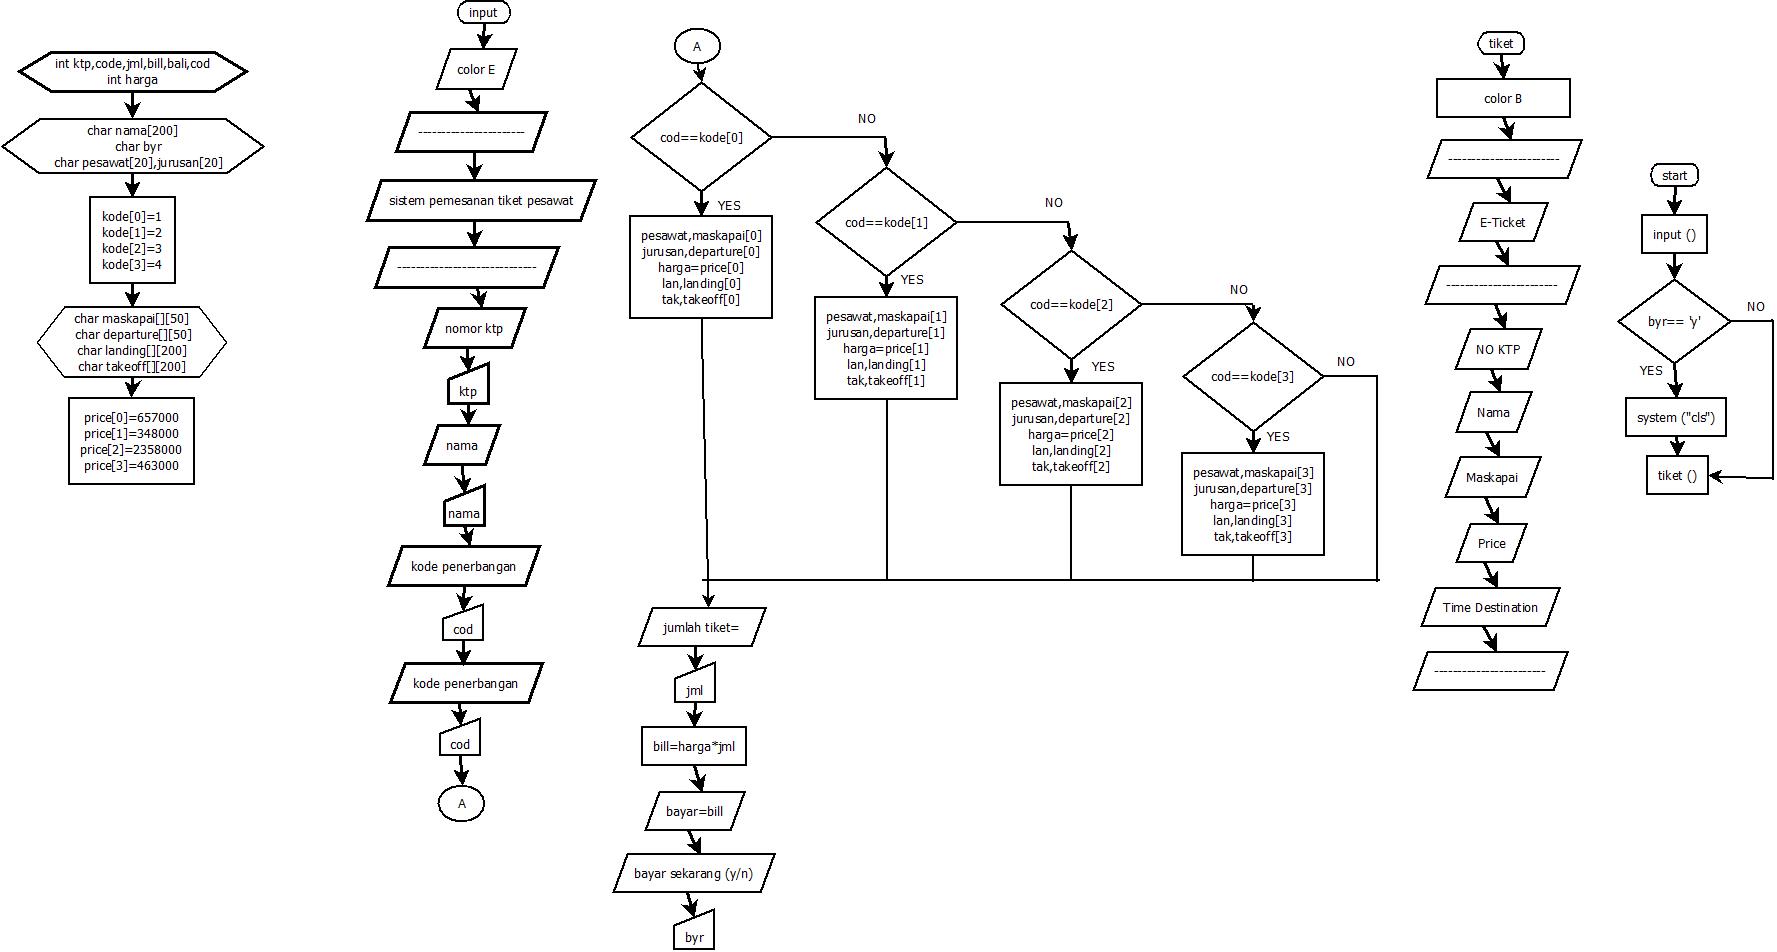 int ktp,code,jml,bill,bali,cod
int harga
char nama[200]
char byr
char pesawat[20],jurusan[20]
kode[0]=1
kode[1]=2
kode[2]=3
kode[3]=4
char maskapai[][50]
char departure[][50]
char landing[][200]
char takeoff[][200]
price[0]=657000
price[1]=348000
price[2]=2358000
price[3]=463000
input
color E
-----------------------
sistem pemesanan tiket pesawat
------------------------------
nomor ktp
ktp
nama
nama
kode penerbangan
cod
kode penerbangan
cod
A
A
cod==kode[0]
NO
YES
pesawat,maskapai[0]
jurusan,departure[0]
harga=price[0]
lan,landing[0]
tak,takeoff[0]
cod==kode[1]
NO
YES
pesawat,maskapai[1]
jurusan,departure[1]
harga=price[1]
lan,landing[1]
tak,takeoff[1]
cod==kode[2]
NO
YES
pesawat,maskapai[2]
jurusan,departure[2]
harga=price[2]
lan,landing[2]
tak,takeoff[2]
cod==kode[3]
NO
YES
pesawat,maskapai[3]
jurusan,departure[3]
harga=price[3]
lan,landing[3]
tak,takeoff[3]
jumlah tiket=
jml
bill=harga*jml
bayar=bill
bayar sekarang (y/n)
byr
tiket
color B
------------------------
E-Ticket
------------------------
NO KTP
Nama
Maskapai
Price
Time Destination
------------------------
start
input ()
byr== 'y'
NO
YES
system ("cls")
tiket ()